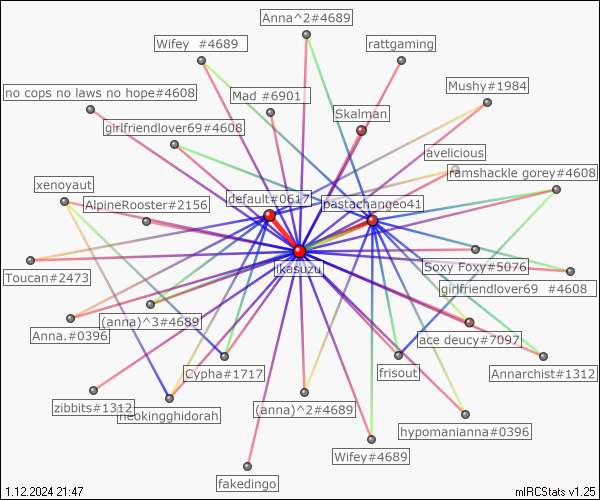 Anna^2#4689
Wifey  #4689
rattgaming
Mushy#1984
no cops no laws no hope#4608
Mad #6901
Skalman
girlfriendlover69#4608
avelicious
ramshackle gorey#4608
xenoyaut
default#0617
AlpineRooster#2156
pastachangeo41
ikasuzu
Soxy Foxy#5076
Toucan#2473
girlfriendlover69  #4608
(anna)^3#4689
Anna.#0396
ace deucy#7097
Cypha#1717
frisout
Annarchist#1312
zibbits#1312
neokingghidorah
(anna)^2#4689
hypomanianna#0396
Wifey#4689
fakedingo
1.12.2024 21:47
mIRCStats v1.25